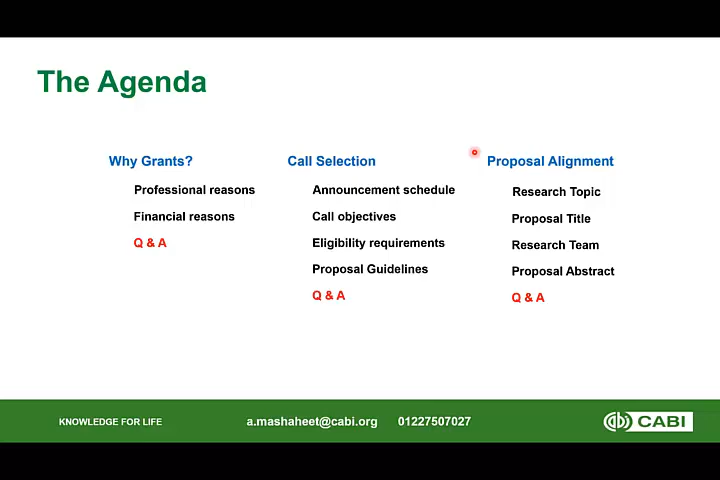 The Agenda
Why Grants?
Professional reasons
Financial reasons
Q & A
Call Selection
Announcement schedule
Call objectives
Eligibility requirements
Proposal Guidelines
Q & A
Proposal Alignment
Research Topic
Proposal Title
Research Team
Proposal Abstract
Q & A
KNOWLEDGE FOR LIFE
a.mashaheet@cabi.org 01227507027
CABI